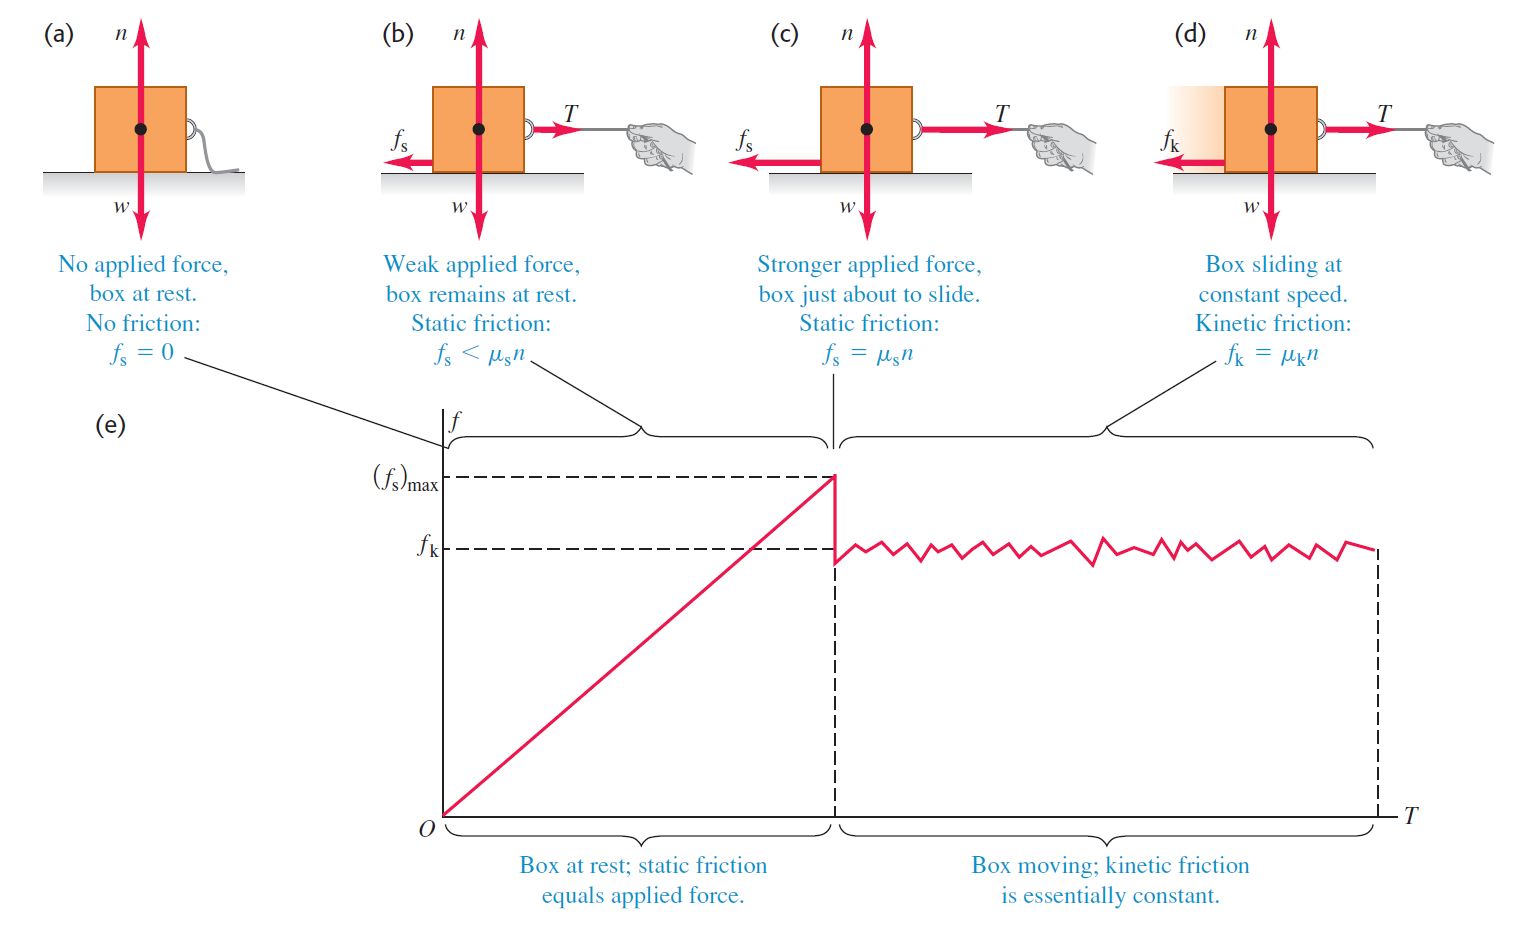 (a)
n
w
No applied force,
box at rest.
No friction:
fₛ = 0
(b)
n
T
fₛ
w
Weak applied force,
box remains at rest.
Static friction:
fₛ < μₛn
(c)
n
T
fₛ
w
Stronger applied force,
box just about to slide.
Static friction:
fₛ = μₛn
(d)
n
T
fₖ
w
Box sliding at
constant speed.
Kinetic friction:
fₖ = μₖn
(e)
f
(fₛ)max
fₖ
O
T
Box at rest; static friction
equals applied force.
Box moving; kinetic friction
is essentially constant.